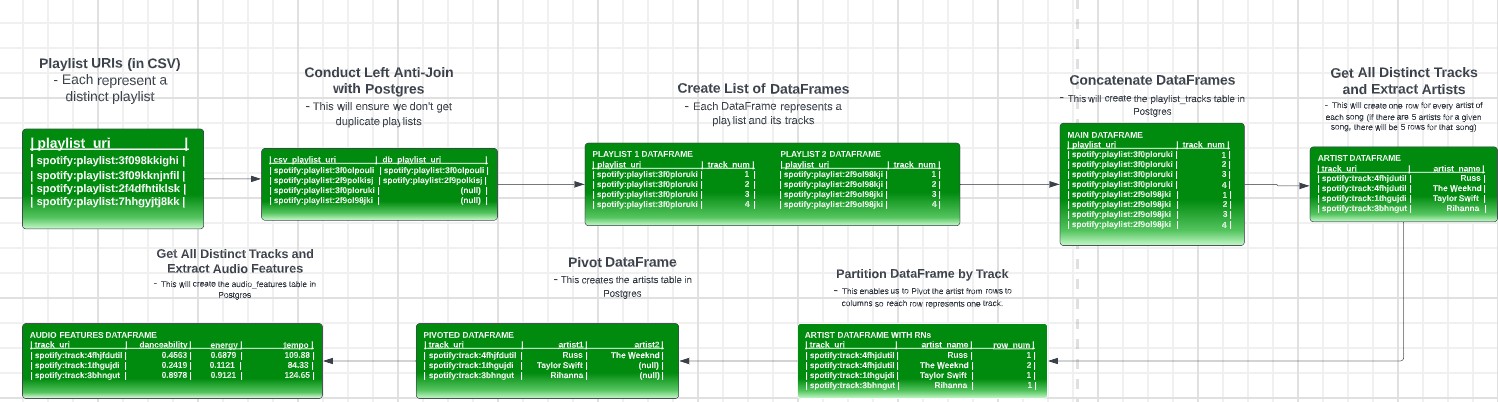 Playlist URIs (in CSV)
- Each represent a
distinct playlist
| playlist_uri |
| spotify:playlist:3f098kkighi |
| spotify:playlist:3f09kknjnfil |
| spotify:playlist:2f4dfhtiklsk |
| spotify:playlist:7hhgyjtj8kk |
Conduct Left Anti-Join
with Postgres
- This will ensure we don't get
duplicate playlists
| csv_playlist_uri | db_playlist_uri |
| spotify:playlist:3f0olpouli | spotify:playlist:3f0olpouli |
| spotify:playlist:2f9polkisj | spotify:playlist:2f9polkisj |
| spotify:playlist:3f0ploruki | (null) |
| spotify:playlist:2f9ol98jki | (null) |
Create List of DataFrames
- Each DataFrame represents a
playlist and its tracks
PLAYLIST 1 DATAFRAME
| playlist_uri | track_num |
| spotify:playlist:3f0ploruki | 1 |
| spotify:playlist:3f0ploruki | 2 |
| spotify:playlist:3f0ploruki | 3 |
| spotify:playlist:3f0ploruki | 4 |
PLAYLIST 2 DATAFRAME
| playlist_uri | track_num |
| spotify:playlist:2f9ol98kji | 1 |
| spotify:playlist:2f9ol98jki | 2 |
| spotify:playlist:2f9ol98jki | 3 |
| spotify:playlist:2f9ol98jki | 4 |
Concatenate DataFrames
- This will create the playlist_tracks table in
Postgres
MAIN DATAFRAME
| playlist_uri | track_num |
| spotify:playlist:3f0ploruki | 1 |
| spotify:playlist:3f0ploruki | 2 |
| spotify:playlist:3f0ploruki | 3 |
| spotify:playlist:3f0ploruki | 4 |
| spotify:playlist:2f9ol98jki | 1 |
| spotify:playlist:2f9ol98jki | 2 |
| spotify:playlist:2f9ol98jki | 3 |
| spotify:playlist:2f9ol98jki | 4 |
Get All Distinct Tracks
and Extract Artists
- This will create one row for every artist of
each song (if there are 5 artists for a given
song, there will be 5 rows for that song)
ARTIST DATAFRAME
| track_uri | artist_name |
| spotify:track:4fhjdutil | Russ |
| spotify:track:4fhjdutil | The Weeknd |
| spotify:track:1thgujdi | Taylor Swift |
| spotify:track:3bhngut | Rihanna |
Get All Distinct Tracks and
Extract Audio Features
- This will create the audio_features table in
Postgres
AUDIO FEATURES DATAFRAME
| track_uri | danceability | energy | tempo |
| spotify:track:4fhjfdutil | 0.4563 | 0.6879 | 109.88 |
| spotify:track:1thgujdi | 0.2419 | 0.1121 | 84.33 |
| spotify:track:3bhngut | 0.8978 | 0.9121 | 124.65 |
Pivot DataFrame
- This creates the artists table in
Postgres
PIVOTED DATAFRAME
| track_uri | artist1 | artist2 |
| spotify:track:4fhjfdutil | Russ | The Weeknd |
| spotify:track:1thgujdi | Taylor Swift | (null) |
| spotify:track:3bhngut | Rihanna | (null) |
Partition DataFrame by Track
- This enables us to Pivot the artist from rows to
columns so reach row represents one track.
ARTIST DATAFRAME WITH RNs
| track_uri | artist_name | row_num |
| spotify:track:4fhjdutil | Russ | 1 |
| spotify:track:4fhjdutil | The Weeknd | 2 |
| spotify:track:1thgujdi | Taylor Swift | 1 |
| spotify:track:3bhngut | Rihanna | 1 |